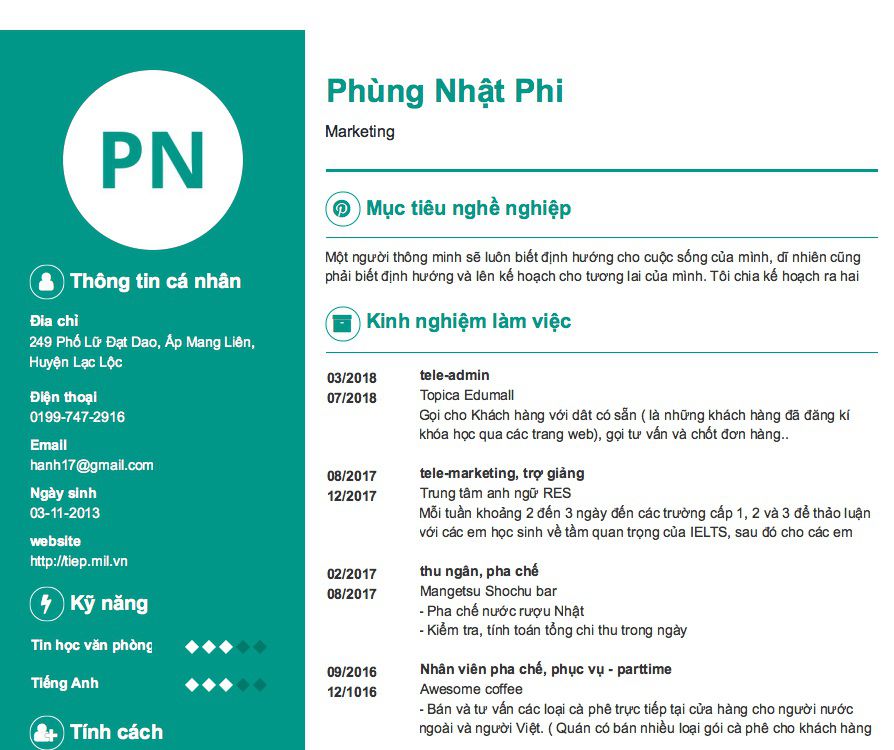 PN
Thông tin cá nhân
Địa chỉ
249 Phố Lữ Đạt Dao, Ấp Mang Liên,
Huyện Lạc Lộc
Điện thoại
0199-747-2916
Email
hanh17@gmail.com
Ngày sinh
03-11-2013
website
http://tiep.mil.vn
Kỹ năng
Tin học văn phòng
Tiếng Anh
Tính cách
Phùng Nhật Phi
Marketing
Mục tiêu nghề nghiệp
Một người thông minh sẽ luôn biết định hướng cho cuộc sống của mình, dĩ nhiên cũng
phải biết định hướng và lên kế hoạch cho tương lai của mình. Tôi chia kế hoạch ra hai
Kinh nghiệm làm việc
03/2018
07/2018
tele-admin
Topica Edumall
Gọi cho Khách hàng với dât có sẵn ( là những khách hàng đã đăng kí
khóa học qua các trang web), gọi tư vấn và chốt đơn hàng..
08/2017
12/2017
tele-marketing, trợ giảng
Trung tâm anh ngữ RES
Mỗi tuần khoảng 2 đến 3 ngày đến các trường cấp 1, 2 và 3 để thảo luận
với các em học sinh về tầm quan trọng của IELTS, sau đó cho các em
02/2017
08/2017
thu ngân, pha chế
Mangetsu Shochu bar
- Pha chế nước rượu Nhật
- Kiểm tra, tính toán tổng chi thu trong ngày
09/2016
12/1016
Nhân viên pha chế, phục vụ - parttime
Awesome coffee
- Bán và tư vấn các loại cà phê trực tiếp tại cửa hàng cho người nước
ngoài và người Việt. ( Quán có bán nhiều loại gói cà phê cho khách hàng